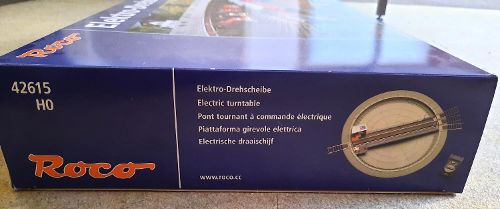 Roco
42615
H0
Roco
Elektro-Drehscheibe
Electric turntable
Pont tournant à commande électrique
Piattaforma girevole elettrica
Electrische draaischijf
www.roco.cc